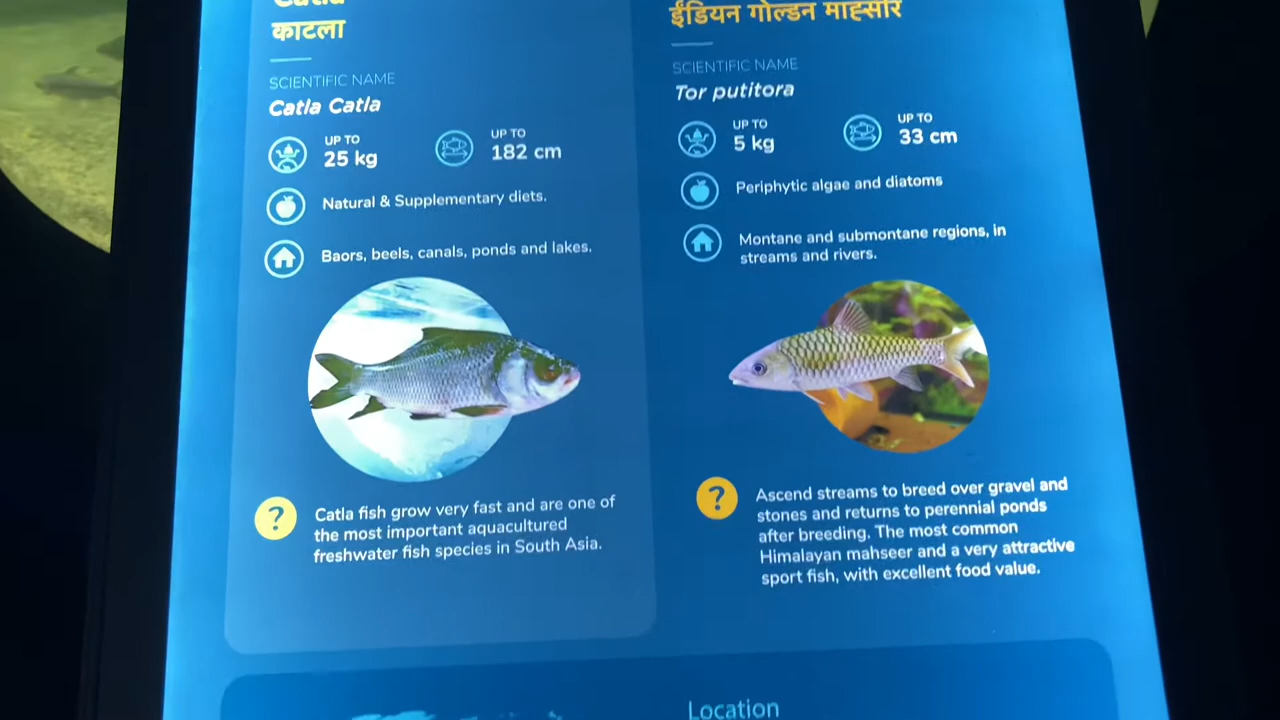 Catla
काटला
SCIENTIFIC NAME
Catla Catla
UP TO
25 kg
UP TO
182 cm
Natural & Supplementary diets.
Baors, beels, canals, ponds and lakes.
?
Catla fish grow very fast and are one of
the most important aquacultured
freshwater fish species in South Asia.
ईंडियन गोल्डन माहसीर
SCIENTIFIC NAME
Tor putitora
UP TO
5 kg
UP TO
33 cm
Periphytic algae and diatoms
Montane and submontane regions, in
streams and rivers.
?
Ascend streams to breed over gravel and
stones and returns to perennial ponds
after breeding. The most common
Himalayan mahseer and a very attractive
sport fish, with excellent food value.
Location